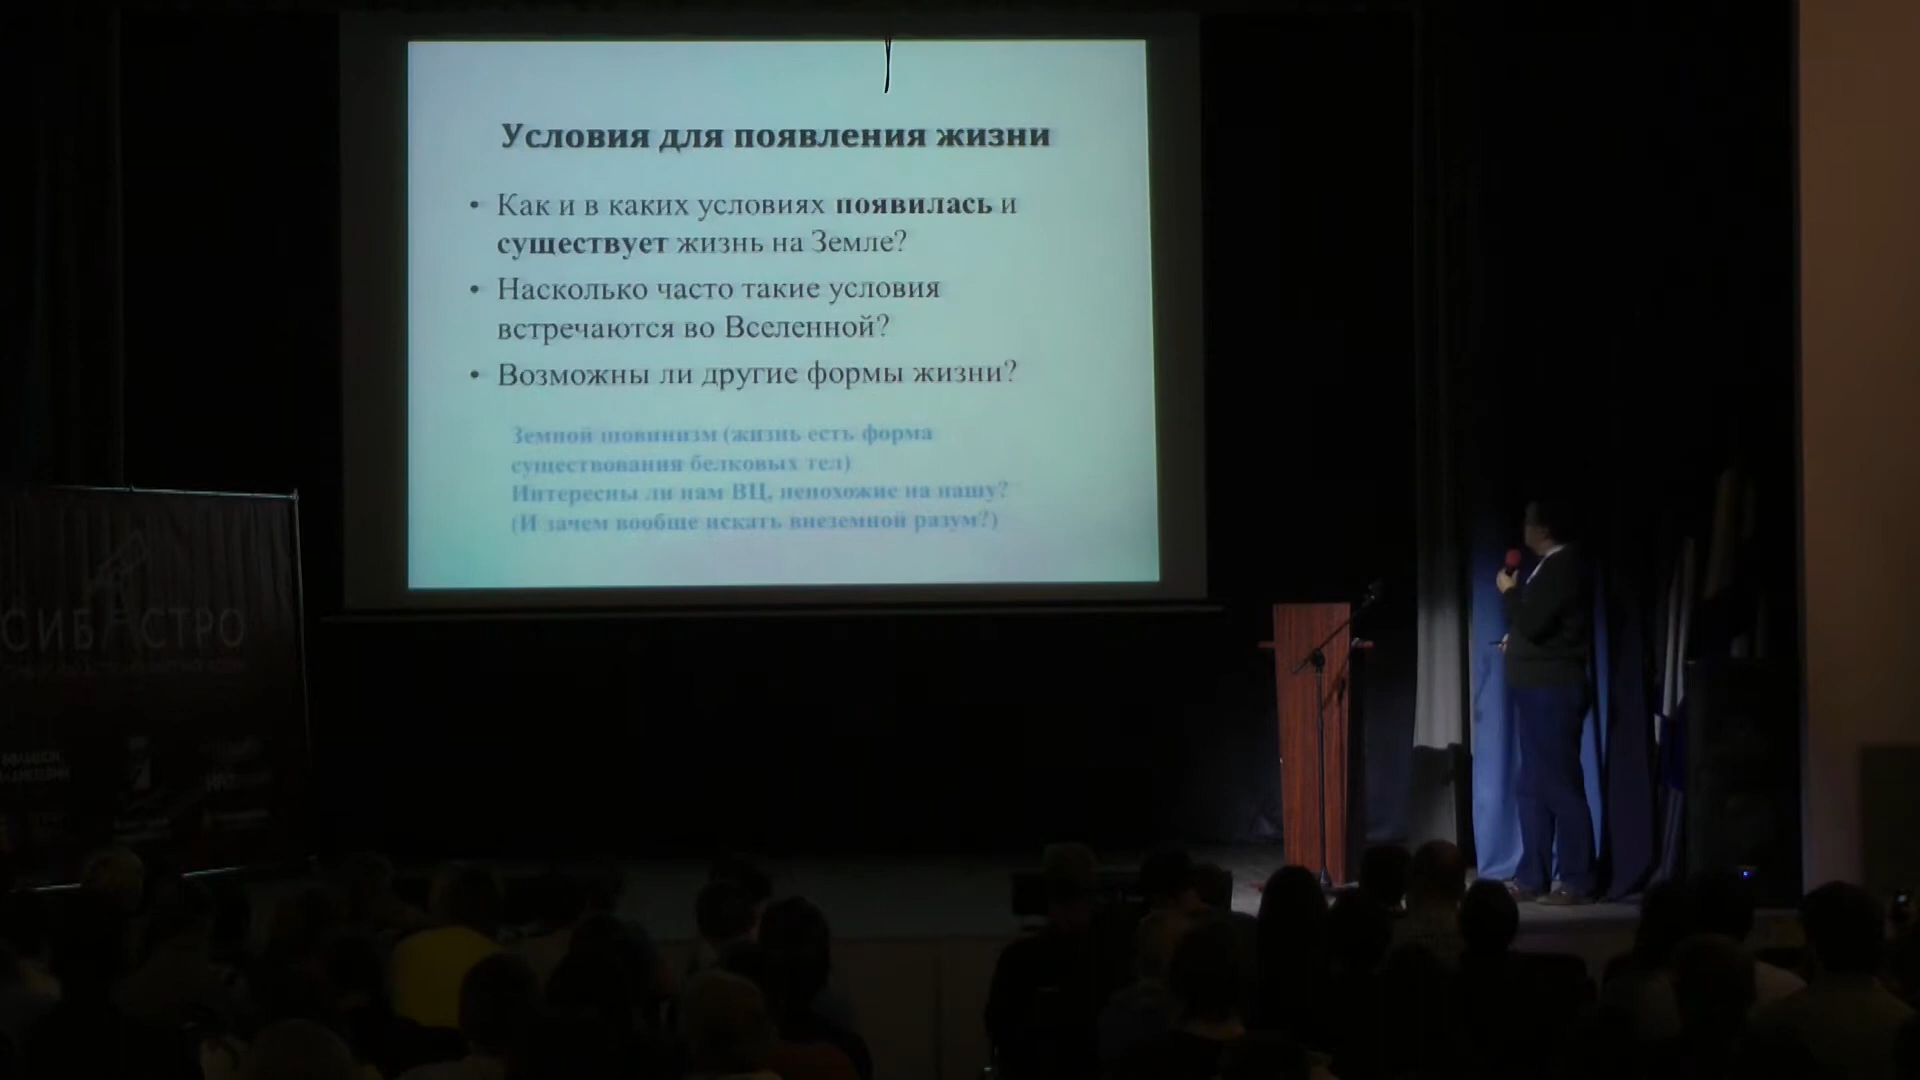 Условия для появления жизни
• Как и в каких условиях появилась и
существует жизнь на Земле?
• Насколько часто такие условия
встречаются во Вселенной?
• Возможны ли другие формы жизни?
Земной шовинизм (жизнь есть форма
существования белковых тел)
Интересны ли нам ВЦ, непохожие на нашу?
(И зачем вообще искать внеземной разум?)
СИБАСТРО